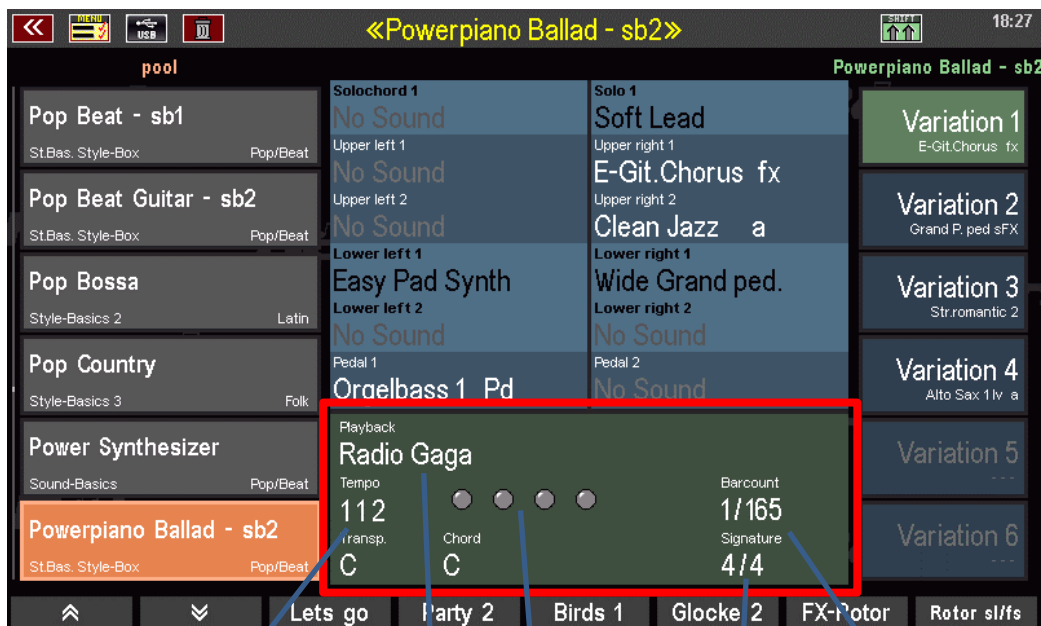 MENU
USB
«Powerpiano Ballad - sb2»
SHIFT
18:27
pool
Powerpiano Ballad - sb2
Pop Beat - sb1
St.Bas. Style-Box Pop/Beat
Pop Beat Guitar - sb2
St.Bas. Style-Box Pop/Beat
Pop Bossa
Style-Basics 2 Latin
Pop Country
Style-Basics 3 Folk
Power Synthesizer
Sound-Basics Pop/Beat
Powerpiano Ballad - sb2
St.Bas. Style-Box Pop/Beat
Solochord 1
No Sound
Solo 1
Soft Lead
Upper left 1
No Sound
Upper right 1
E-Git.Chorus fx
Upper left 2
No Sound
Upper right 2
Clean Jazz a
Lower left 1
Easy Pad Synth
Lower right 1
Wide Grand ped.
Lower left 2
No Sound
Lower right 2
No Sound
Pedal 1
Orgelbass 1 Pd
Pedal 2
No Sound
Playback
Radio Gaga
Tempo
112
Barcount
1/165
Transp.
C
Chord
C
Signature
4/4
Variation 1
E-Git.Chorus fx
Variation 2
Grand P. ped sFX
Variation 3
Str.romantic 2
Variation 4
Alto Sax 1lv a
Variation 5
---
Variation 6
---
Lets go Party 2 Birds 1 Glocke 2 FX-Rotor Rotor sl/fs